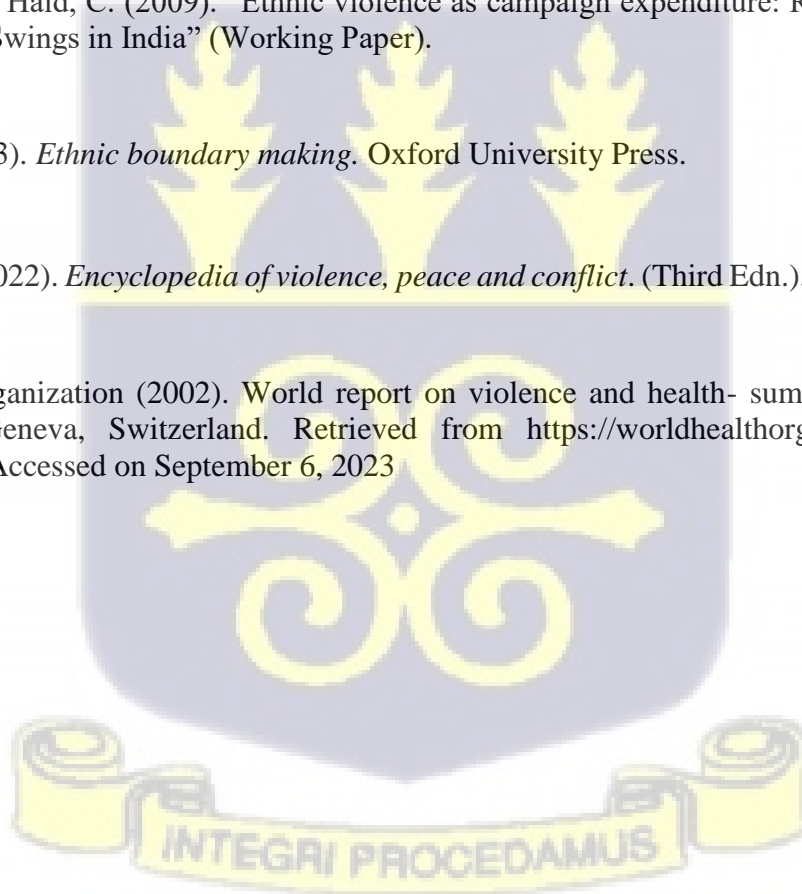 Haid, C. (2009). “Ethnic violence as campaign expenditure: R
Swings in India” (Working Paper).
3). Ethnic boundary making. Oxford University Press.
022). Encyclopedia of violence, peace and conflict. (Third Edn.).
ganization (2002). World report on violence and health- sum
Geneva, Switzerland. Retrieved from https://worldhealthorg
Accessed on September 6, 2023
INTEGRI PROCEDAMUS